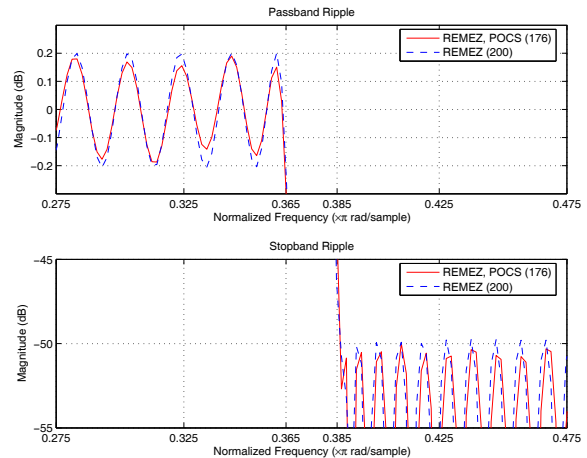 Passband Ripple
REMEZ, POCS (176)
REMEZ (200)
0.2
0.1
0
−0.1
−0.2
Magnitude (dB)
0.275
0.325
0.365
0.385
0.425
0.475
Normalized Frequency (×π rad/sample)
Stopband Ripple
REMEZ, POCS (176)
REMEZ (200)
−45
−50
−55
Magnitude (dB)
0.275
0.325
0.365
0.385
0.425
0.475
Normalized Frequency (×π rad/sample)